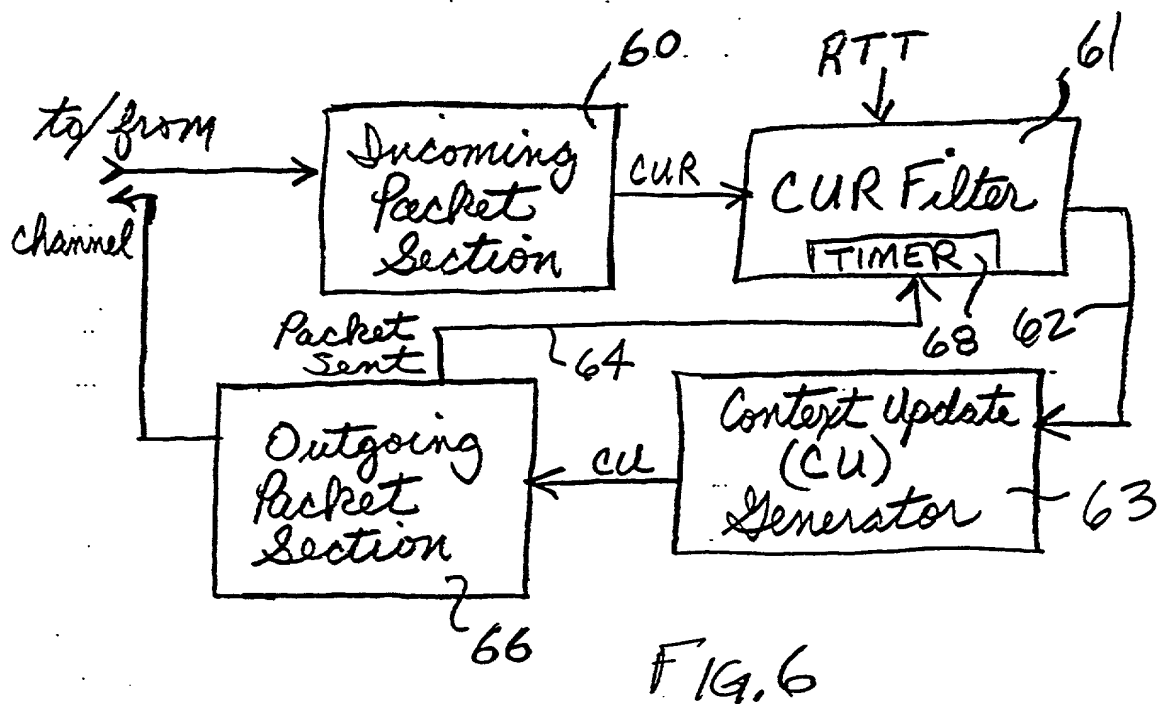 60
RTT
61
to/from
channel
Incoming
Packet
Section
CUR
CUR Filter
TIMER
68
62
Packet
Sent
64
Outgoing
Packet
Section
66
CU
Context Update
(CU)
Generator
63
FIG. 6